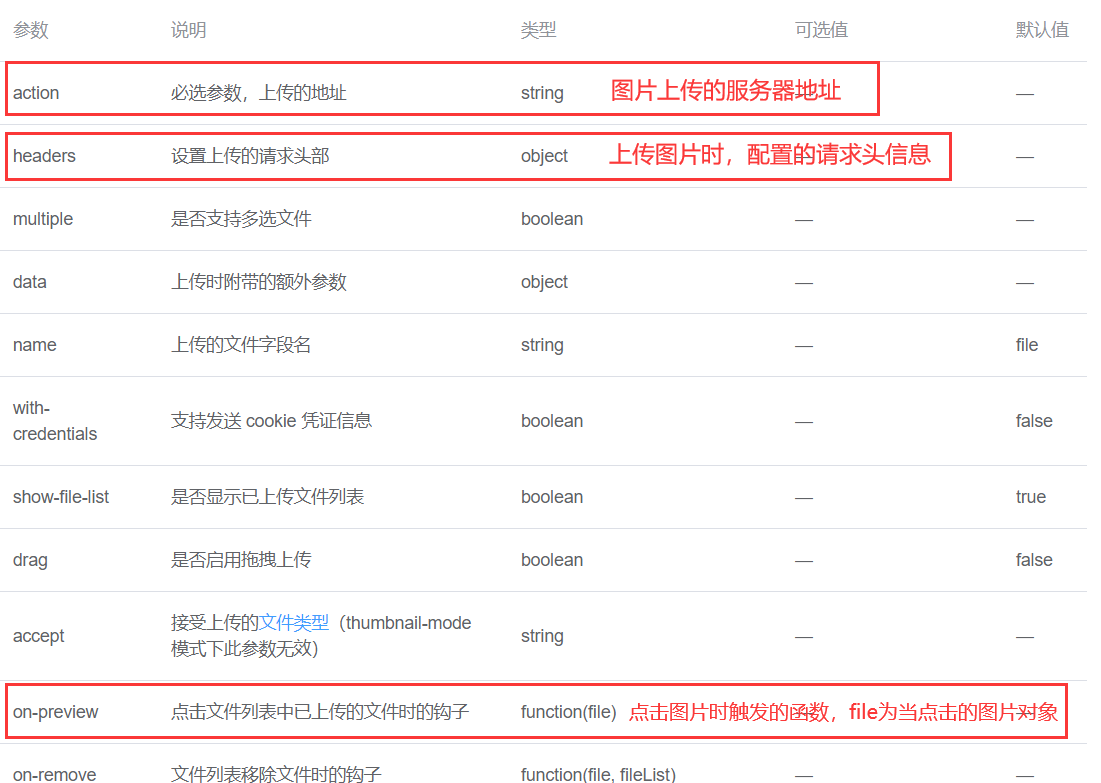 参数 说明 类型 可选值 默认值
action 必选参数，上传的地址 string 图片上传的服务器地址 — —
headers 设置上传的请求头部 object 上传图片时，配置的请求头信息 — —
multiple 是否支持多选文件 boolean — —
data 上传时附带的额外参数 object — —
name 上传的文件字段名 string — file
with-
credentials 支持发送 cookie 凭证信息 boolean — false
show-file-list 是否显示已上传文件列表 boolean — true
drag 是否启用拖拽上传 boolean — false
接受上传的文件类型（thumbnail-mode
accept string — —
模式下此参数无效）
on-preview 点击文件列表中已上传的文件时的钩子 function(file) 点击图片时触发的函数，file为当点击的图片对象 — —
on-remove 文件列表移除文件时的钩子 function(file, fileList) — —